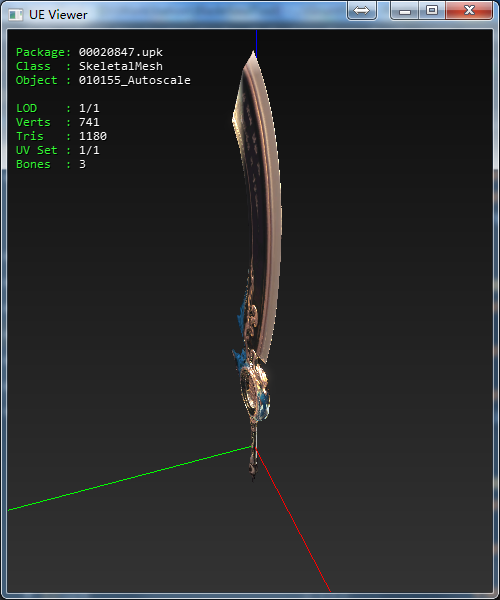 UE Viewer
Package: 00020847.upk
Class : SkeletalMesh
Object : 010155_Autoscale
LOD : 1/1
Verts : 741
Tris : 1180
UV Set : 1/1
Bones : 3